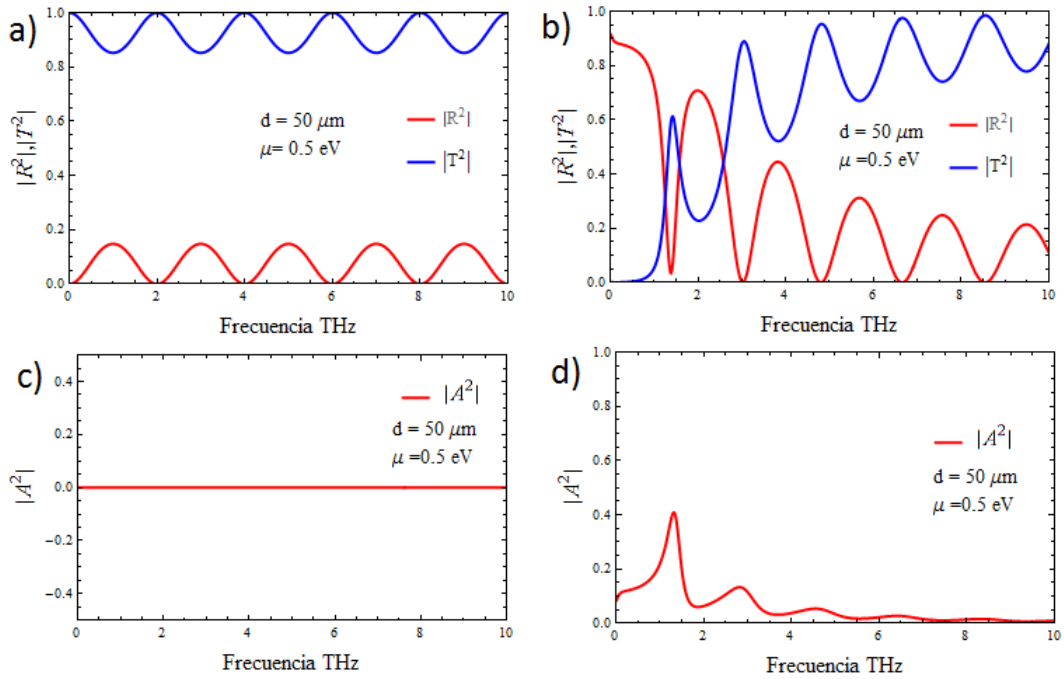 a)
1.0
0.8
0.6
0.4
0.2
0.0
|R²|,|T²|
d = 50 μm
μ= 0.5 eV
|R²|
|T²|
0 2 4 6 8 10
Frecuencia THz
b)
1.0
0.8
0.6
0.4
0.2
0.0
|R²|,|T²|
d = 50 μm
μ=0.5 eV
|R²|
|T²|
0 2 4 6 8 10
Frecuencia THz
c)
0.4
0.2
0.0
−0.2
−0.4
|A²|
|A²|
d = 50 μm
μ =0.5 eV
0 2 4 6 8 10
Frecuencia THz
d)
1.0
0.8
0.6
0.4
0.2
0.0
|A²|
|A²|
d = 50 μm
μ =0.5 eV
0 2 4 6 8 10
Frecuencia THz